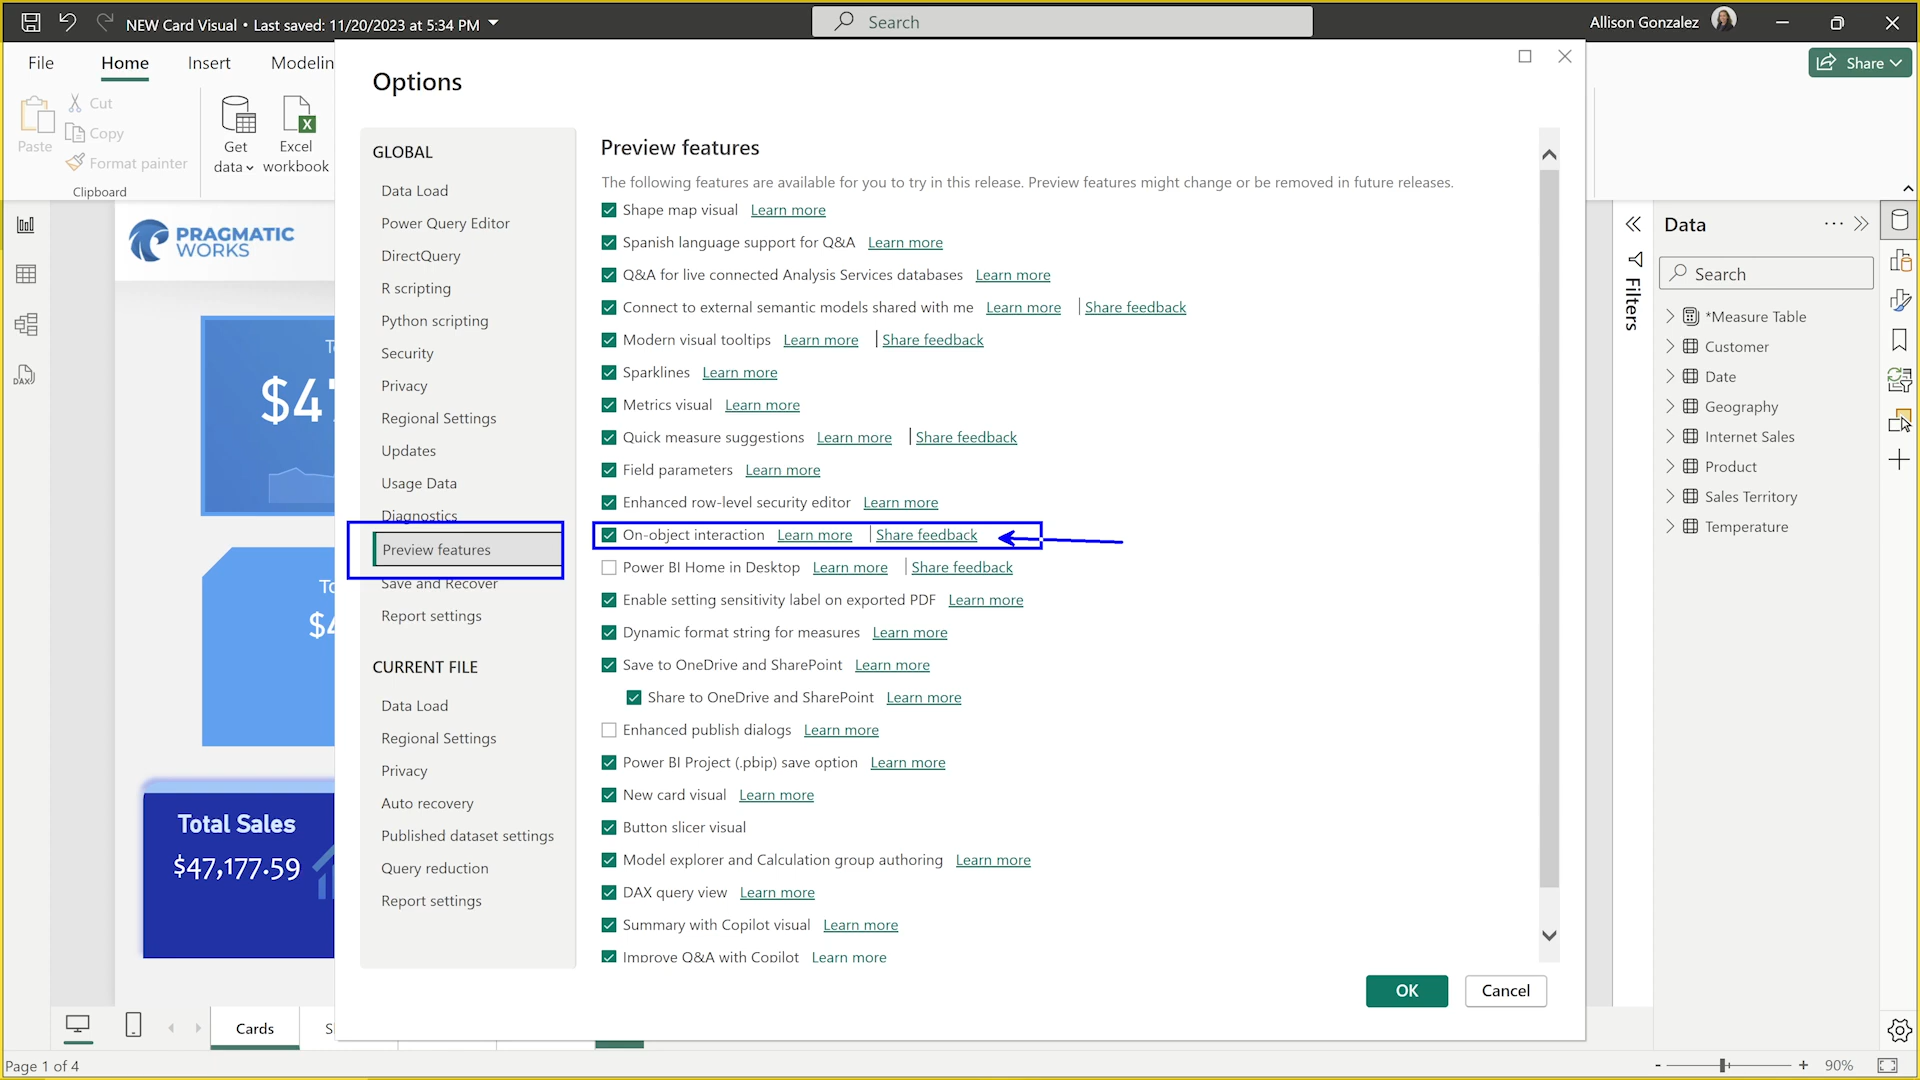 NEW Card Visual • Last saved: 11/20/2023 at 5:34 PM
Search
Allison Gonzalez
File
Home
Insert
Modelin
Share
Paste
Cut
Copy
Format painter
Clipboard
Get data
Excel workbook
PRAGMATIC WORKS
$47
$4
Total Sales
$47,177.59
Options
GLOBAL
Data Load
Power Query Editor
DirectQuery
R scripting
Python scripting
Security
Privacy
Regional Settings
Updates
Usage Data
Diagnostics
Preview features
Save and Recover
Report settings
CURRENT FILE
Data Load
Regional Settings
Privacy
Auto recovery
Published dataset settings
Query reduction
Report settings
Preview features
The following features are available for you to try in this release. Preview features might change or be removed in future releases.
Shape map visual Learn more
Spanish language support for Q&A Learn more
Q&A for live connected Analysis Services databases Learn more
Connect to external semantic models shared with me Learn more | Share feedback
Modern visual tooltips Learn more | Share feedback
Sparklines Learn more
Metrics visual Learn more
Quick measure suggestions Learn more | Share feedback
Field parameters Learn more
Enhanced row-level security editor Learn more
On-object interaction Learn more | Share feedback
Power BI Home in Desktop Learn more | Share feedback
Enable setting sensitivity label on exported PDF Learn more
Dynamic format string for measures Learn more
Save to OneDrive and SharePoint Learn more
Share to OneDrive and SharePoint Learn more
Enhanced publish dialogs Learn more
Power BI Project (.pbip) save option Learn more
New card visual Learn more
Button slicer visual
Model explorer and Calculation group authoring Learn more
DAX query view Learn more
Summary with Copilot visual Learn more
Improve Q&A with Copilot Learn more
OK
Cancel
Filters
Data
Search
*Measure Table
Customer
Date
Geography
Internet Sales
Product
Sales Territory
Temperature
DAX
Cards
Page 1 of 4
- + 90%